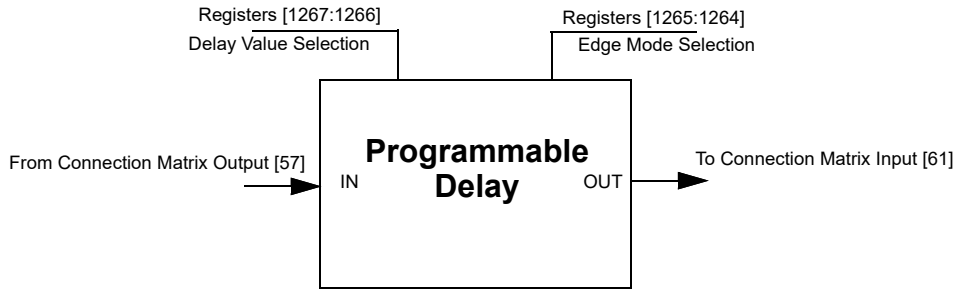 Registers [1267:1266]
Delay Value Selection
Registers [1265:1264]
Edge Mode Selection
From Connection Matrix Output [57]
IN
Programmable
Delay
OUT
To Connection Matrix Input [61]